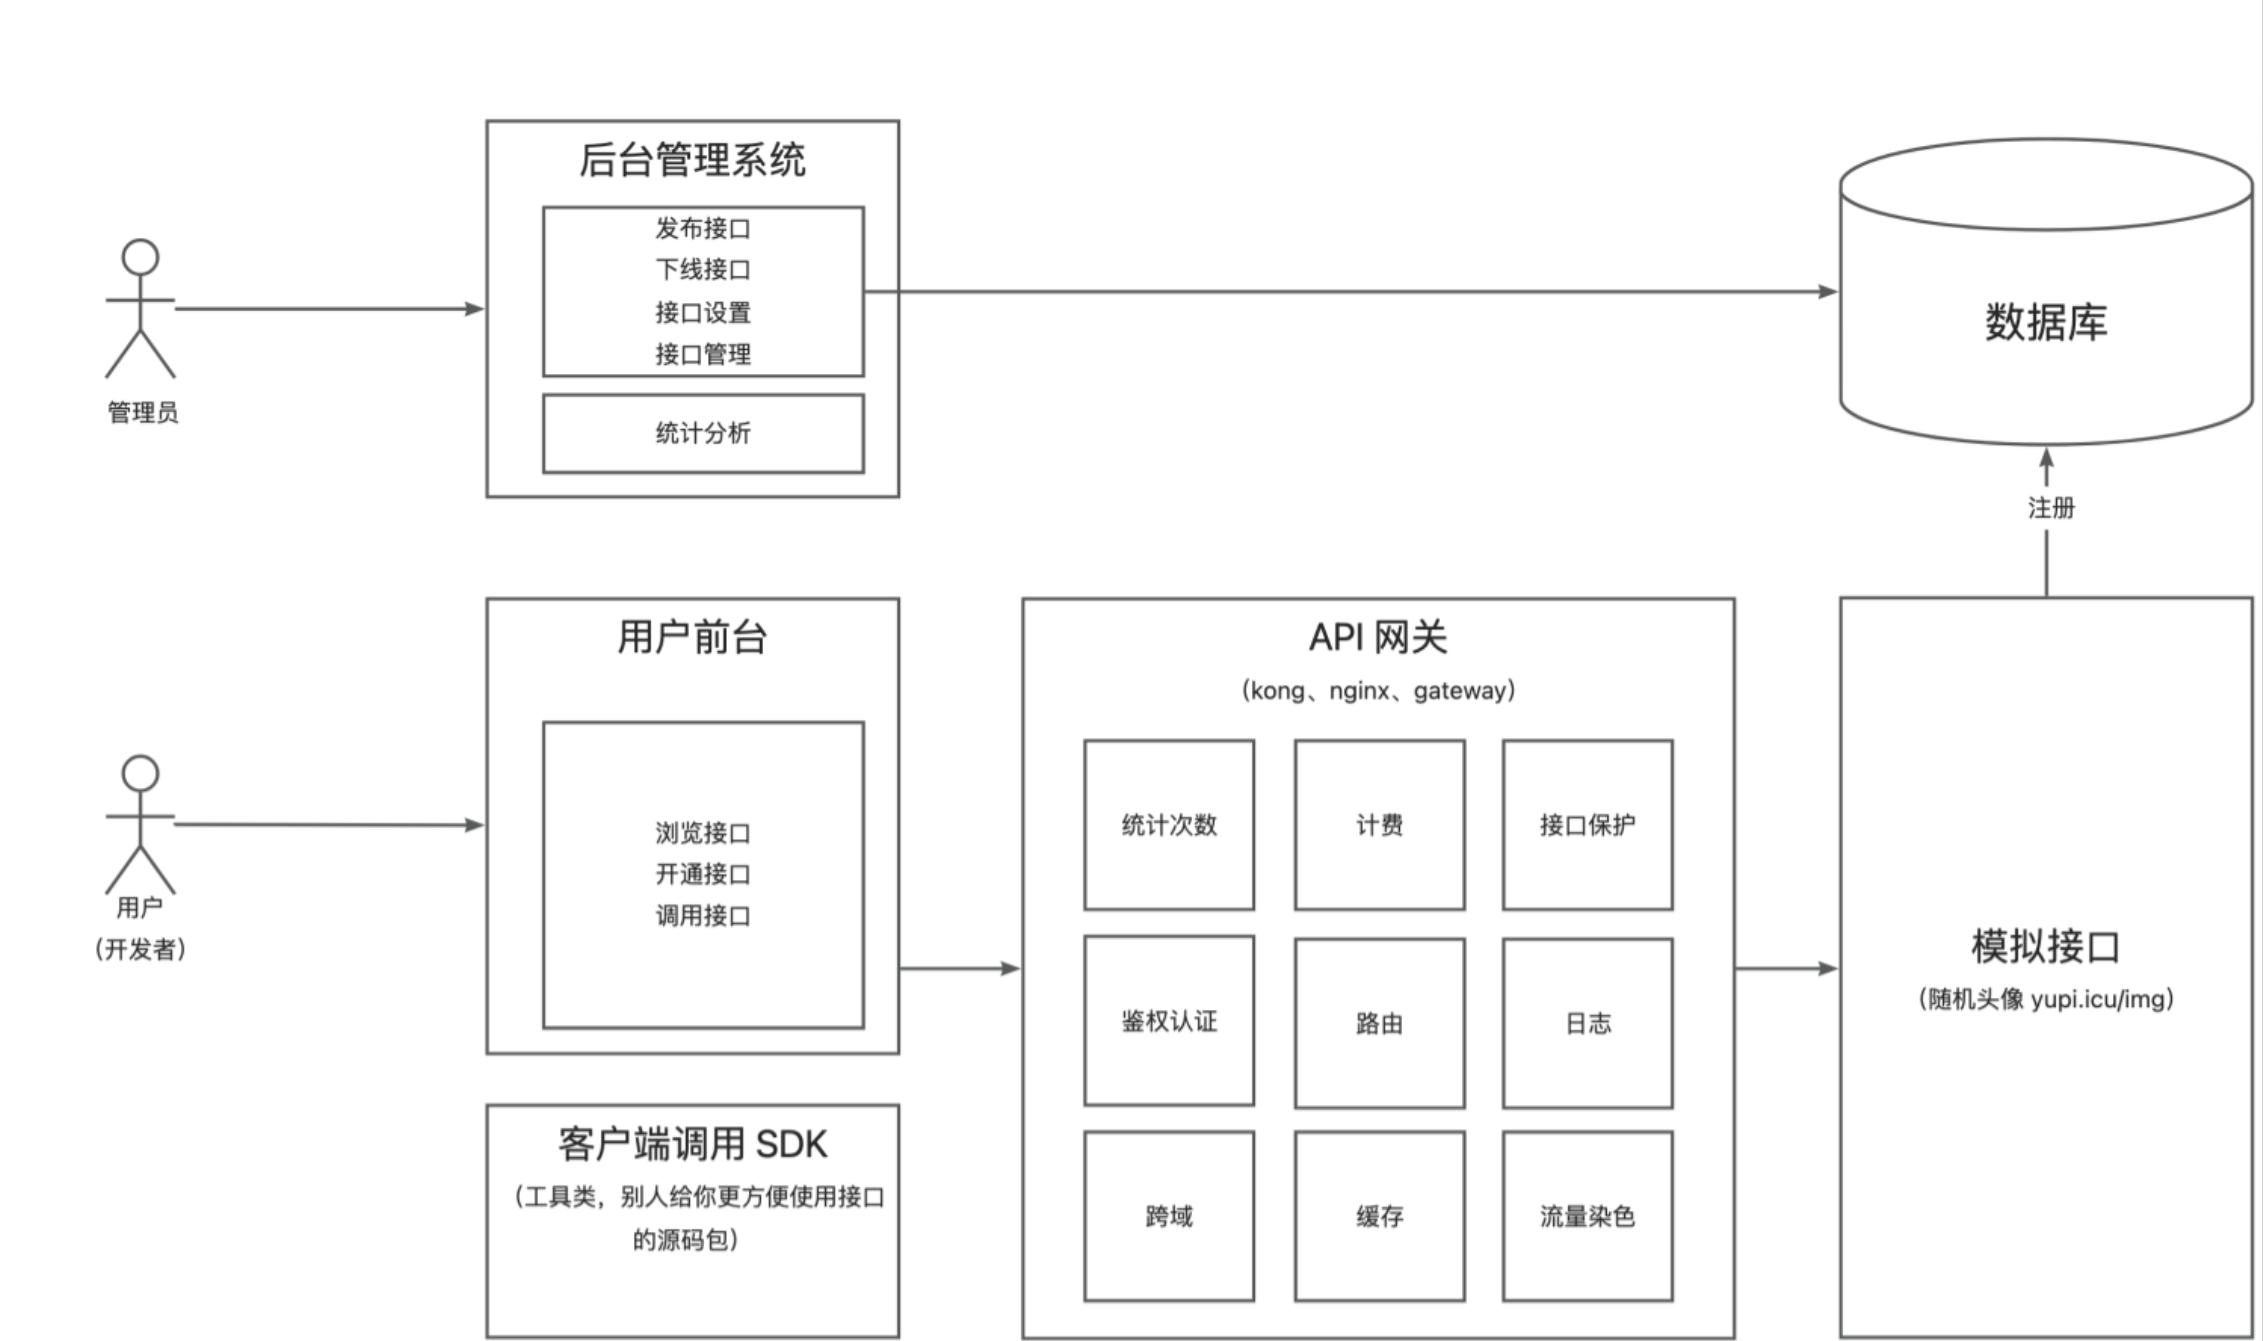 后台管理系统
发布接口
下线接口
接口设置
接口管理
统计分析
管理员
数据库
注册
用户前台
浏览接口
开通接口
调用接口
用户
（开发者）
客户端调用 SDK
（工具类，别人给你更方便使用接口
的源码包）
API 网关
（kong、nginx、gateway）
统计次数
计费
接口保护
鉴权认证
路由
日志
跨域
缓存
流量染色
模拟接口
（随机头像 yupi.icu/img）